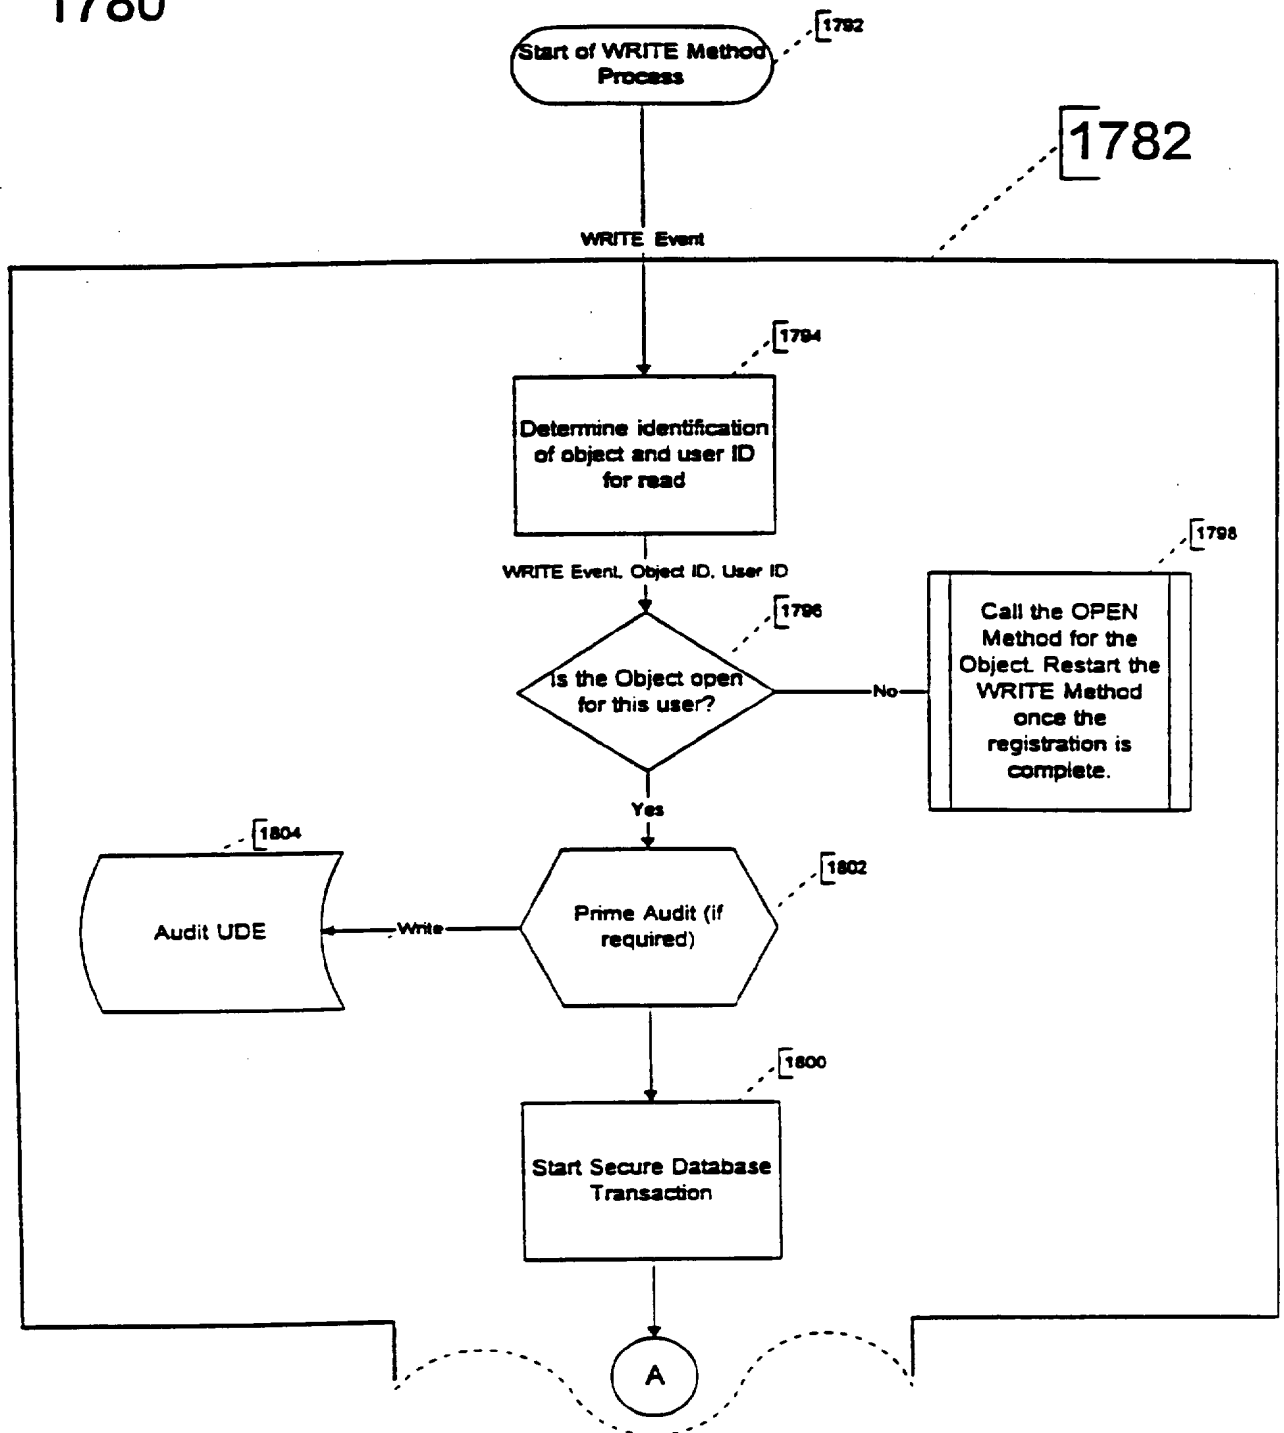 1780
1792
Start of WRITE Method
Process
1782
WRITE Event
1794
Determine identification
of object and user ID
for read
1798
WRITE Event, Object ID, User ID
1796
Call the OPEN
Method for the
Object. Restart the
WRITE Method
once the
registration is
complete.
Is the Object open
for this user?
No
Yes
1804
1802
Audit UDE
Write
Prime Audit (if
required)
1800
Start Secure Database
Transaction
A